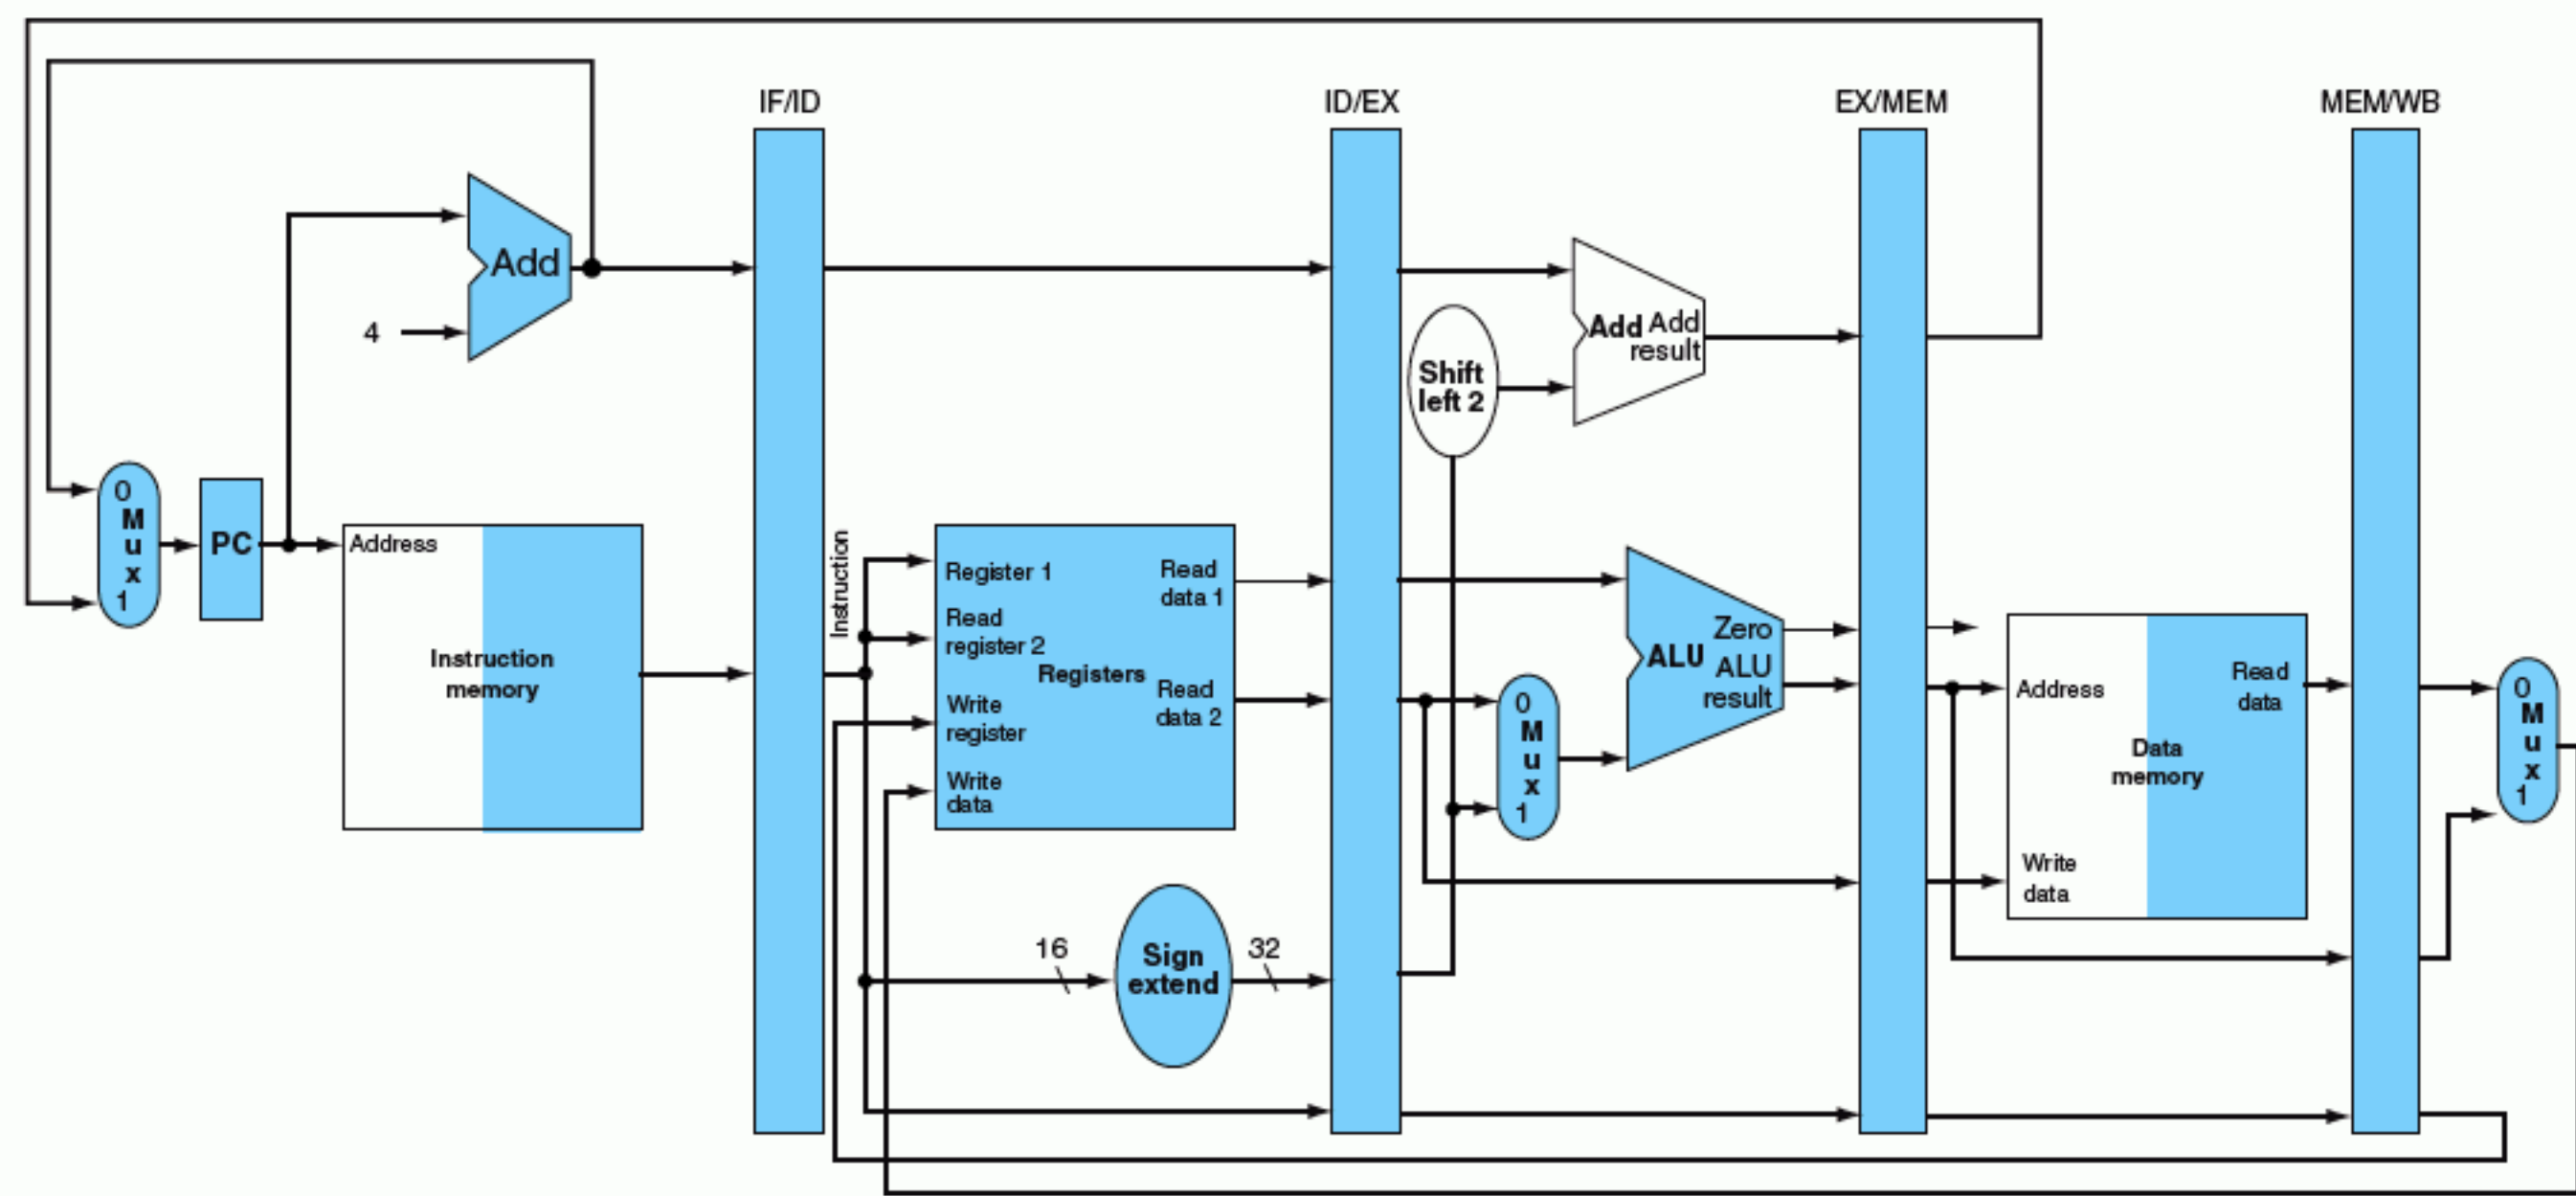 IF/ID
ID/EX
EX/MEM
MEM/WB
Add
4
Add Add
result
Shift
left 2
0
M
u
x
1
PC
Address
Instruction
memory
Instruction
Register 1
Read
register 2
Write
register
Write
data
Registers
Read
data 1
Read
data 2
16
Sign
extend
32
0
M
u
x
1
Zero
ALU
ALU
result
Address
Read
data
Data
memory
Write
data
0
M
u
x
1